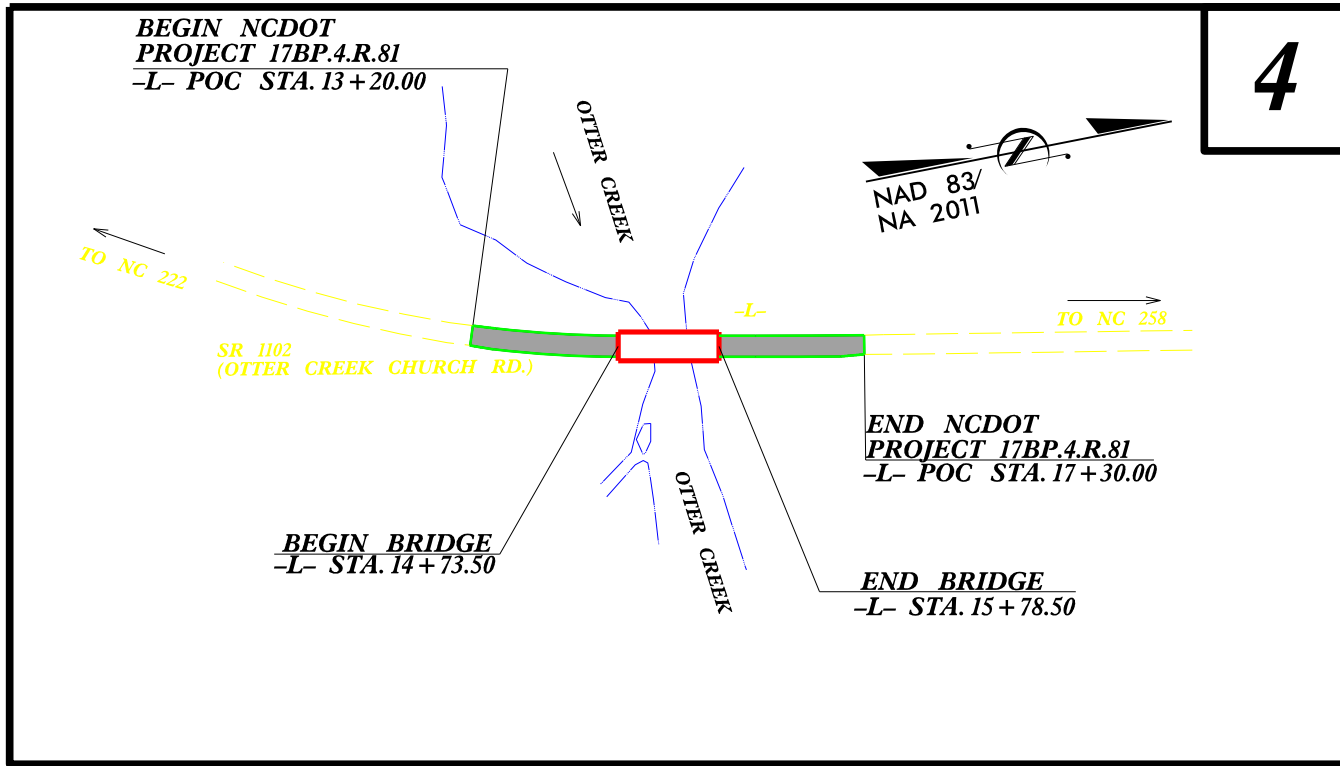 BEGIN NCDOT
PROJECT 17BP.4.R.81
-L- POC STA. 13+20.00
4
OTTER CREEK
NAD 83/
NA 2011
TO NC 222
-L-
TO NC 258
SR 1102
(OTTER CREEK CHURCH RD.)
END NCDOT
PROJECT 17BP.4.R.81
-L- POC STA. 17+30.00
OTTER CREEK
BEGIN BRIDGE
-L- STA. 14+73.50
END BRIDGE
-L- STA. 15+78.50